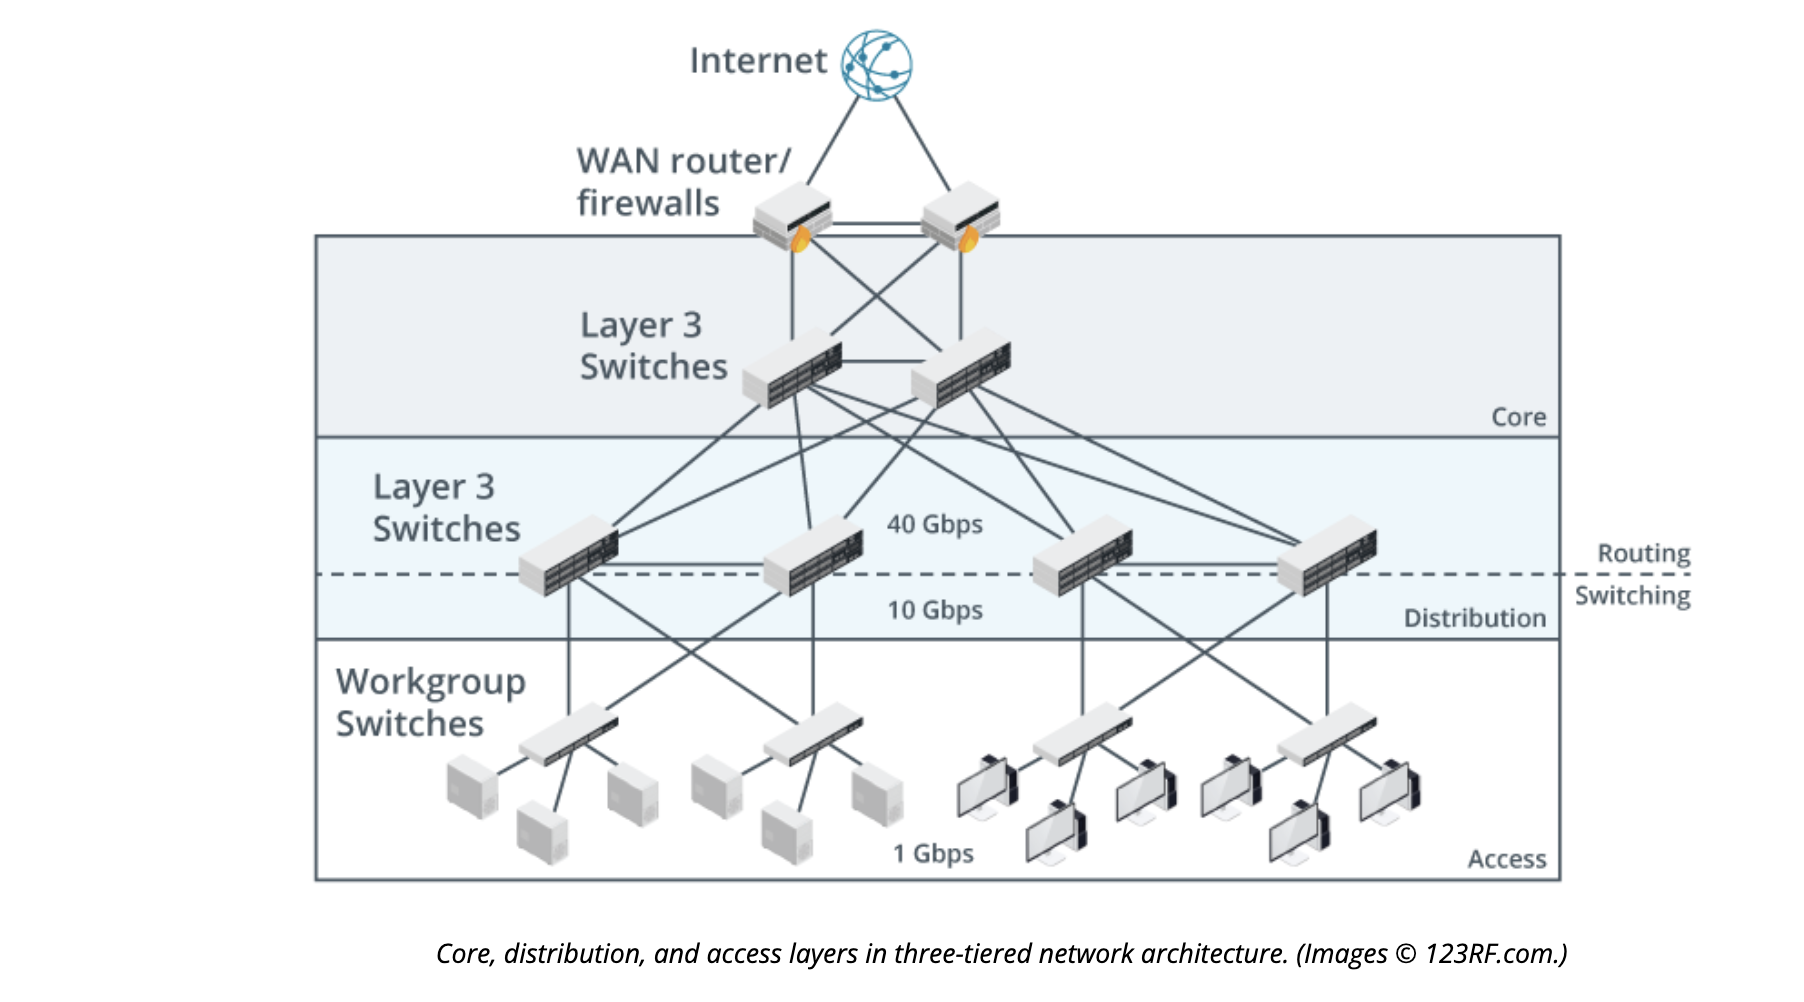 Internet
WAN router/
firewalls
Layer 3
Switches
Core
Layer 3
Switches
40 Gbps
Routing
Switching
10 Gbps
Distribution
Workgroup
Switches
1 Gbps
Access
Core, distribution, and access layers in three-tiered network architecture. (Images © 123RF.com.)